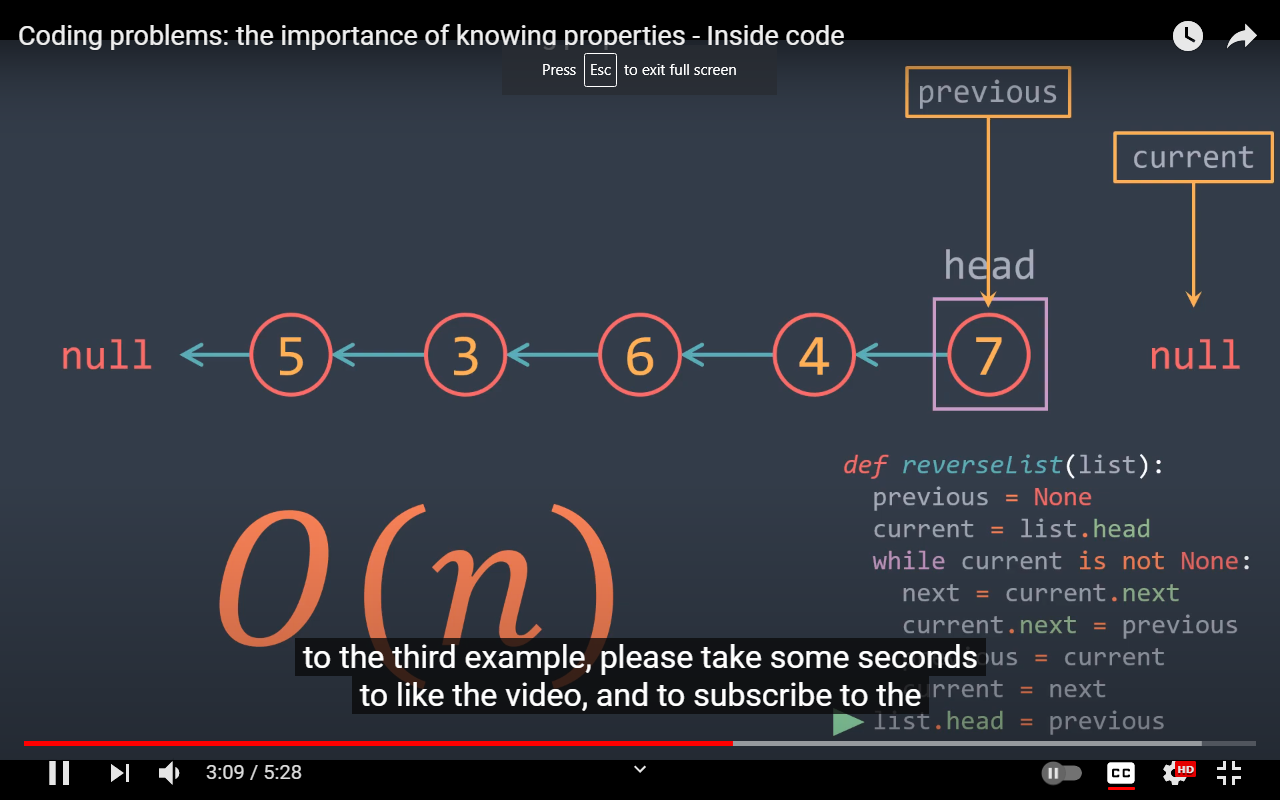 Coding problems: the importance of knowing properties - Inside code
Press Esc to exit full screen
previous
current
head
null 5 3 6 4 7 null
def reverseList(list):
previous = None
current = list.head
while current is not None:
next = current.next
current.next = previous
ous = current
urrent = next
list.head = previous
O(n)
to the third example, please take some seconds
to like the video, and to subscribe to the
3:09 / 5:28
CC
HD